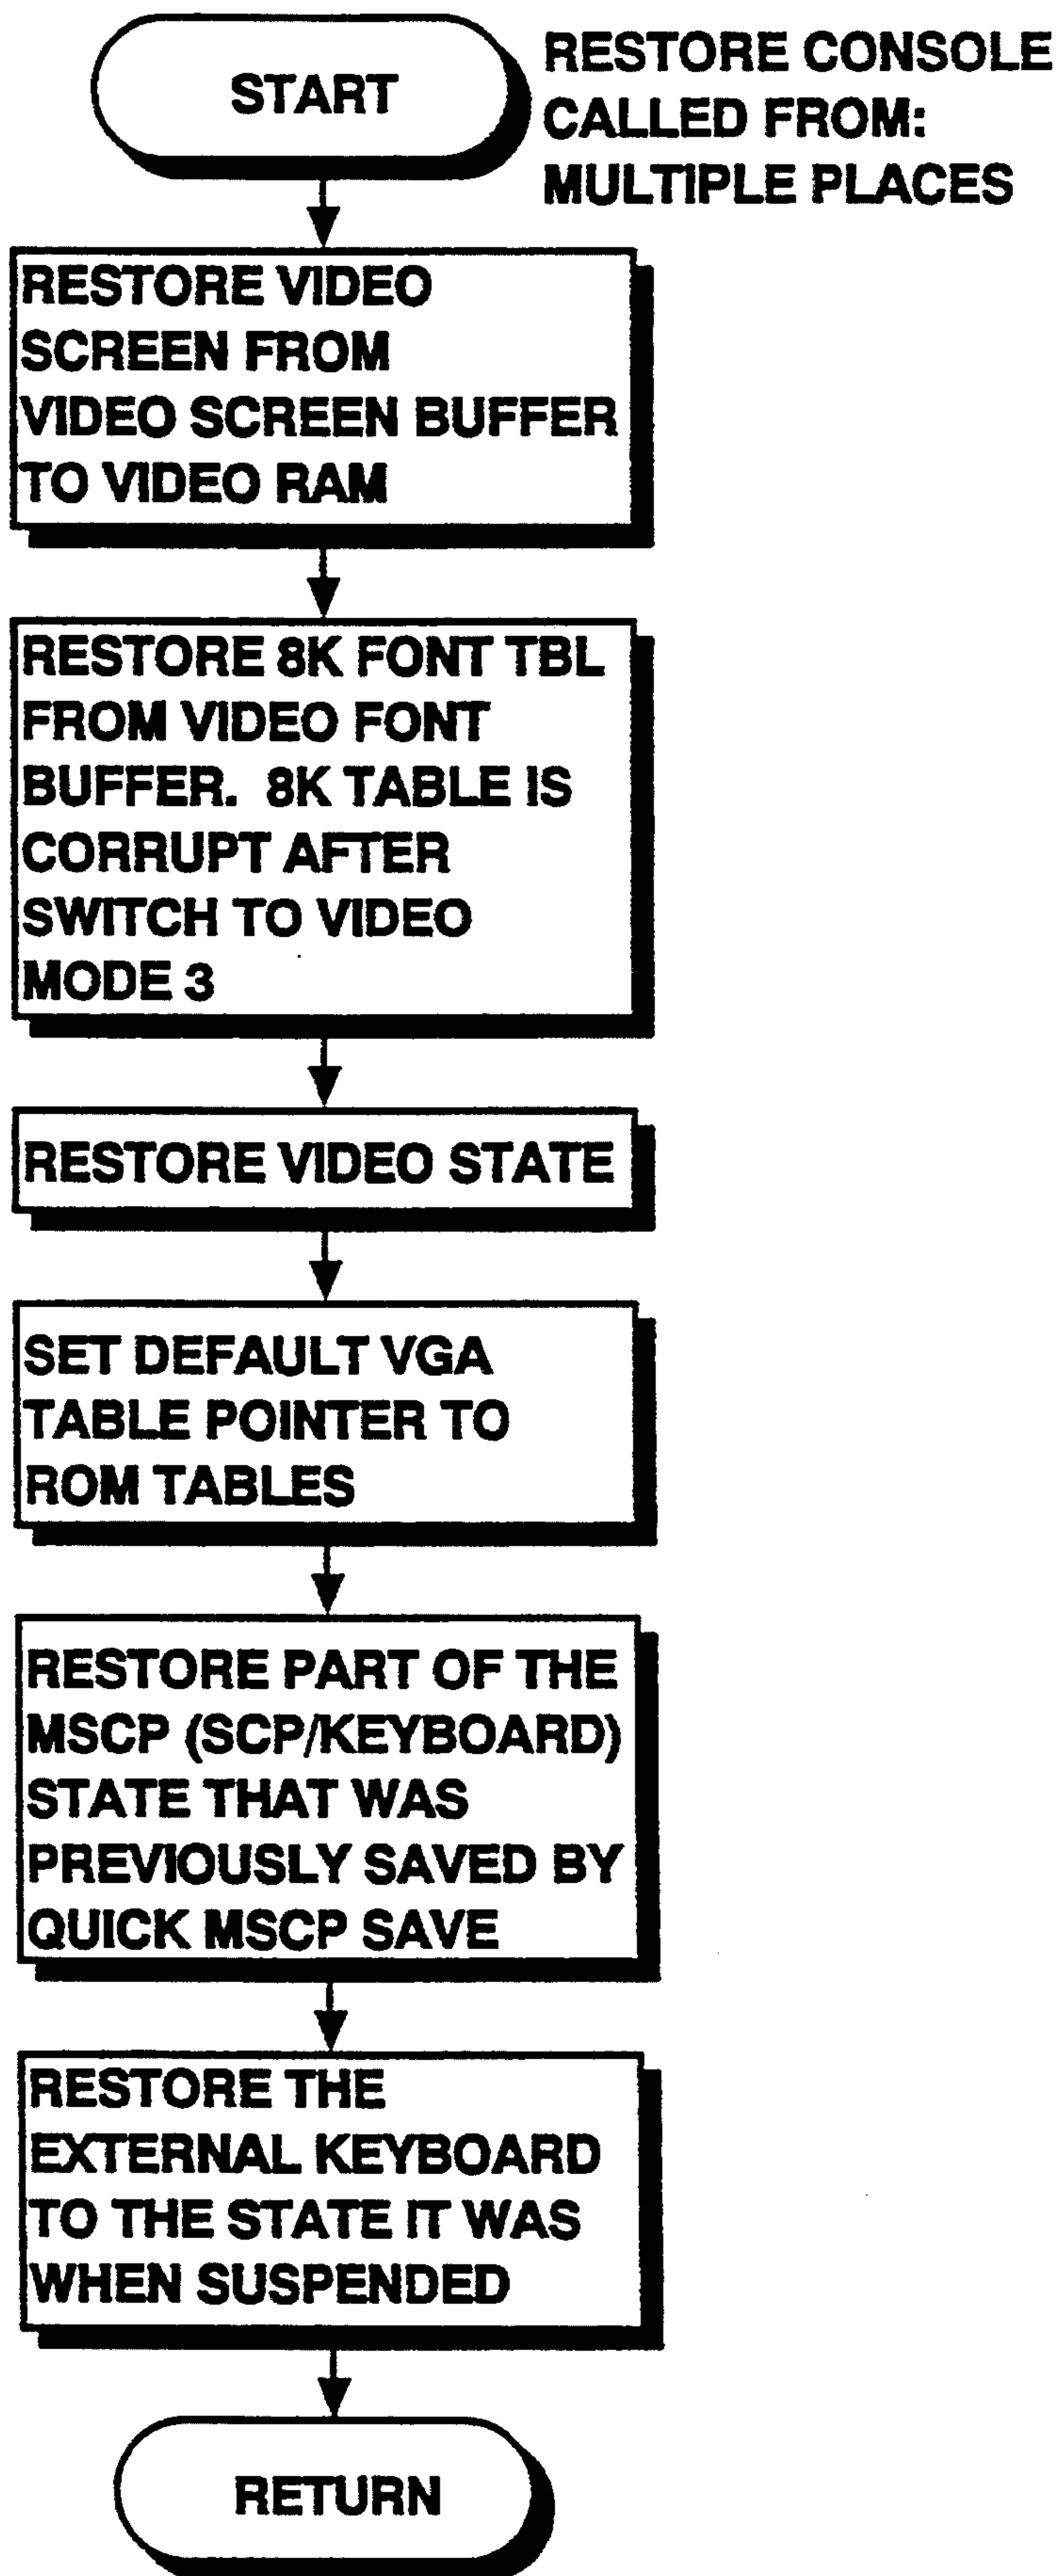 START
RESTORE CONSOLE
CALLED FROM:
MULTIPLE PLACES
RESTORE VIDEO
SCREEN FROM
VIDEO SCREEN BUFFER
TO VIDEO RAM
RESTORE 8K FONT TBL
FROM VIDEO FONT
BUFFER. 8K TABLE IS
CORRUPT AFTER
SWITCH TO VIDEO
MODE 3
RESTORE VIDEO STATE
SET DEFAULT VGA
TABLE POINTER TO
ROM TABLES
RESTORE PART OF THE
MSCP (SCP/KEYBOARD)
STATE THAT WAS
PREVIOUSLY SAVED BY
QUICK MSCP SAVE
RESTORE THE
EXTERNAL KEYBOARD
TO THE STATE IT WAS
WHEN SUSPENDED
RETURN